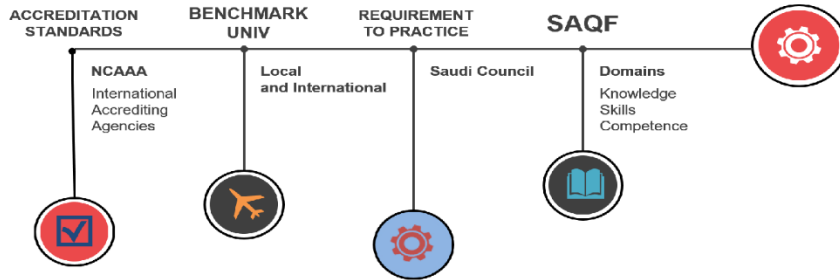 ACCREDITATION
STANDARDS
NCAAA
International
Accrediting
Agencies
BENCHMARK
UNIV
Local
and International
REQUIREMENT
TO PRACTICE
Saudi Council
SAQF
Domains
Knowledge
Skills
Competence